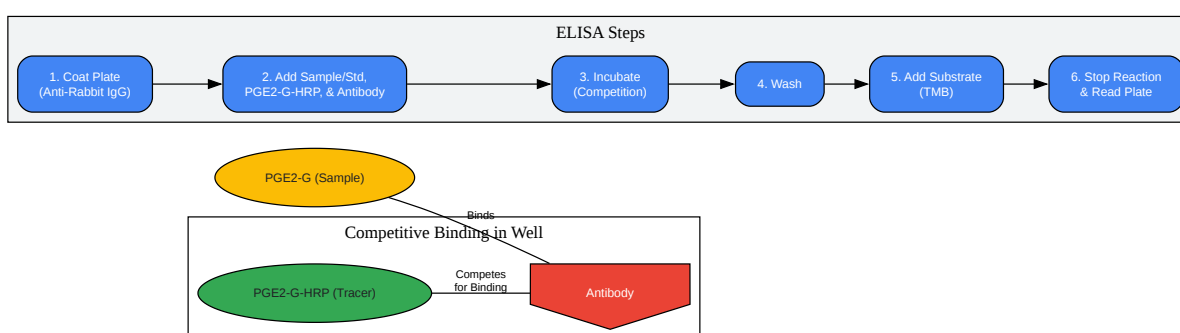 ELISA Steps
1. Coat Plate
(Anti-Rabbit IgG)
2. Add Sample/Std,
PGE2-G-HRP, & Antibody
3. Incubate
(Competition)
4. Wash
5. Add Substrate
(TMB)
6. Stop Reaction
& Read Plate
PGE2-G (Sample)
Binds
Competitive Binding in Well
PGE2-G-HRP (Tracer)
Competes
for Binding
Antibody